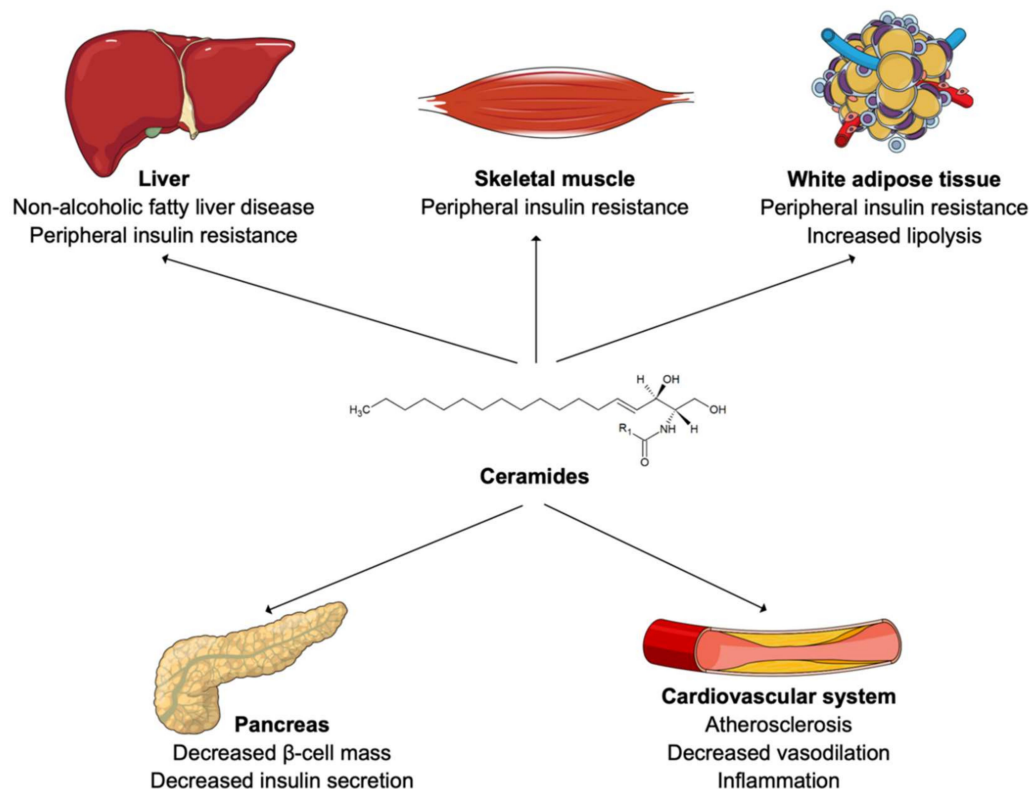 Liver
Non-alcoholic fatty liver disease
Peripheral insulin resistance
Skeletal muscle
Peripheral insulin resistance
White adipose tissue
Peripheral insulin resistance
Increased lipolysis
H OH
H₃C
OH
R₁ NH H
O
Ceramides
Pancreas
Decreased β-cell mass
Decreased insulin secretion
Cardiovascular system
Atherosclerosis
Decreased vasodilation
Inflammation